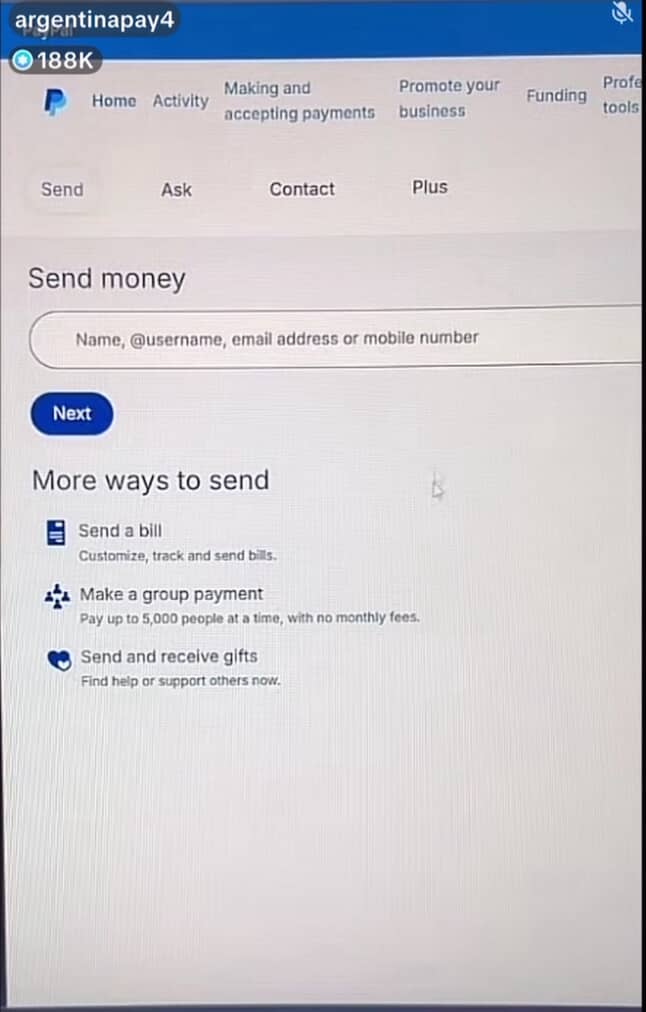 argentinapay4
PayPal
188K
Home Activity Making and accepting payments Promote your business Funding Profe tools
Send Ask Contact Plus
Send money
Name, @username, email address or mobile number
Next
More ways to send
Send a bill
Customize, track and send bills.
Make a group payment
Pay up to 5,000 people at a time, with no monthly fees.
Send and receive gifts
Find help or support others now.